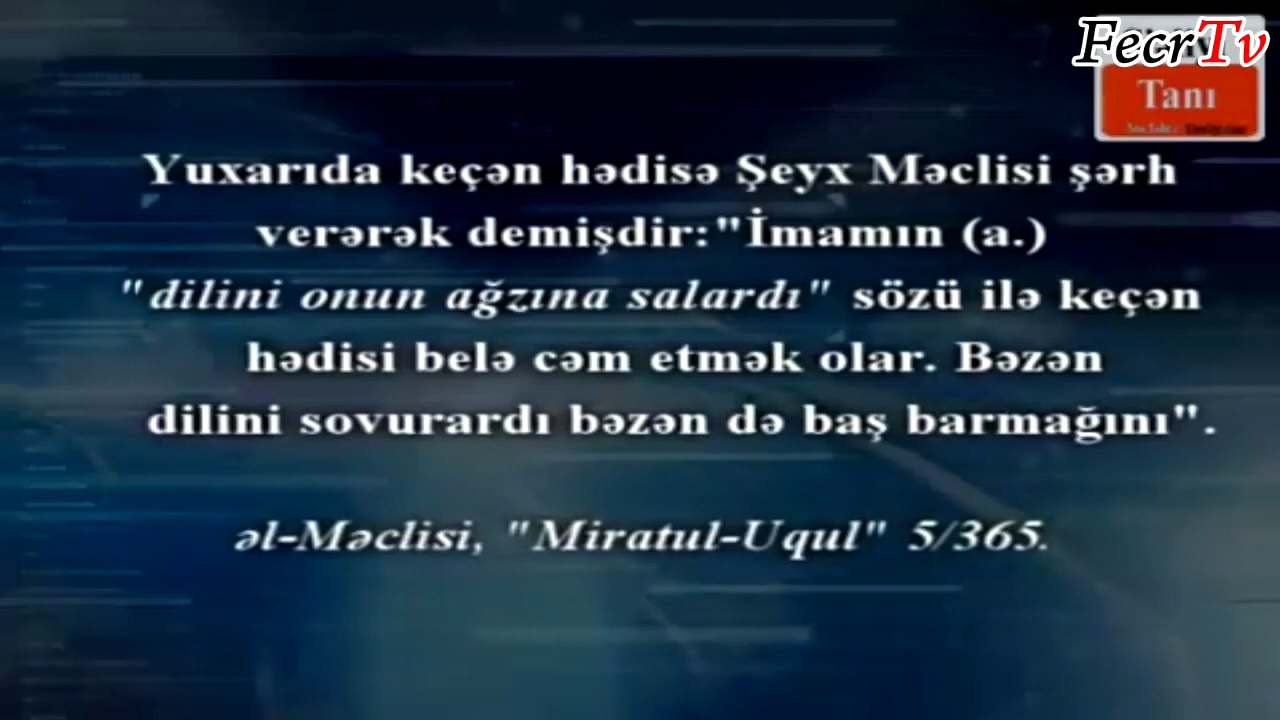 FecrTv
Tanı
Yuxarıda keçən hədisə Şeyx Məclisi şərh
verərək demişdir:"İmamın (a.)
"dilini onun ağzına salardı" sözü ilə keçən
hədisi belə cəm etmək olar. Bəzən
dilini sovurardı bəzən də baş barmağını".
əl-Məclisi, "Miratul-Uqul" 5/365.